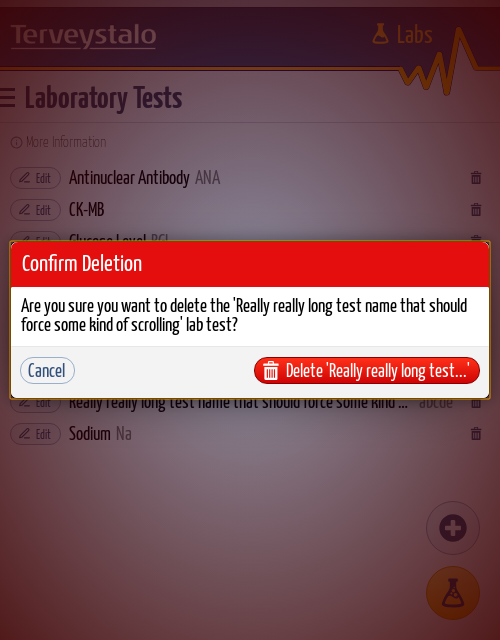 Terveystalo
Labs
Laboratory Tests
More Information
Edit Antinuclear Antibody ANA
Edit CK-MB
Edit Glucose Level
Confirm Deletion
Are you sure you want to delete the 'Really really long test name that should
force some kind of scrolling' lab test?
Cancel
Delete 'Really really long test...'
Edit Really really long test name that should force some kind ... abcde
Edit Sodium Na